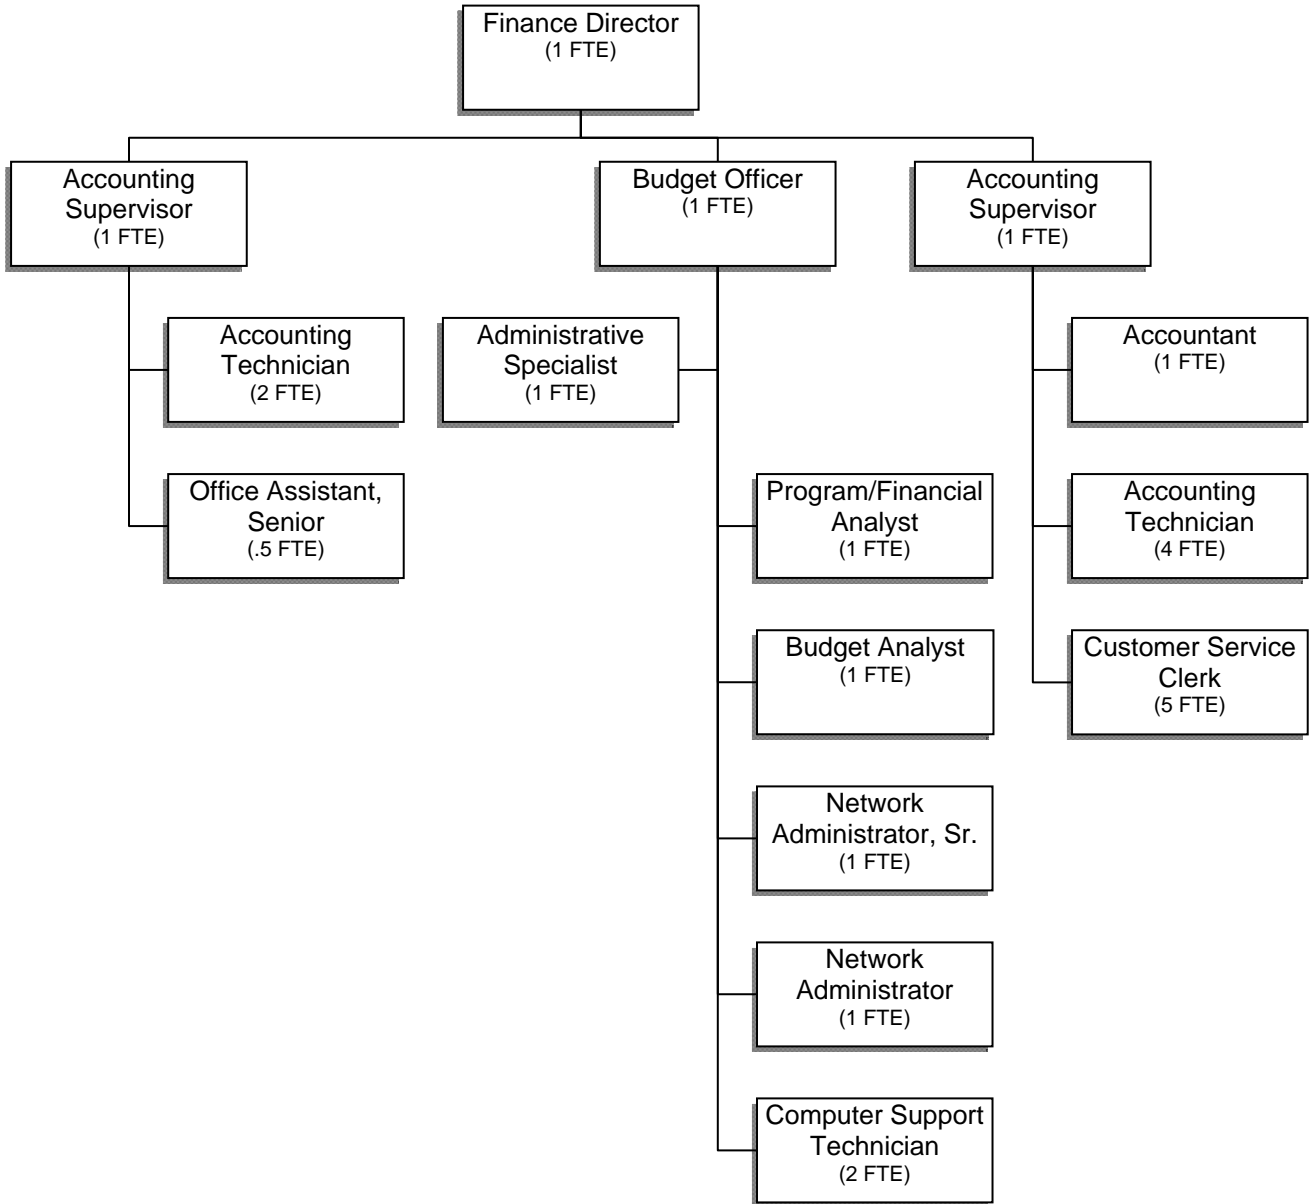 Finance Director
(1 FTE)
Accounting
Supervisor
(1 FTE)
Budget Officer
(1 FTE)
Accounting
Supervisor
(1 FTE)
Accounting
Technician
(2 FTE)
Administrative
Specialist
(1 FTE)
Accountant
(1 FTE)
Office Assistant,
Senior
(.5 FTE)
Program/Financial
Analyst
(1 FTE)
Accounting
Technician
(4 FTE)
Budget Analyst
(1 FTE)
Customer Service
Clerk
(5 FTE)
Network
Administrator, Sr.
(1 FTE)
Network
Administrator
(1 FTE)
Computer Support
Technician
(2 FTE)